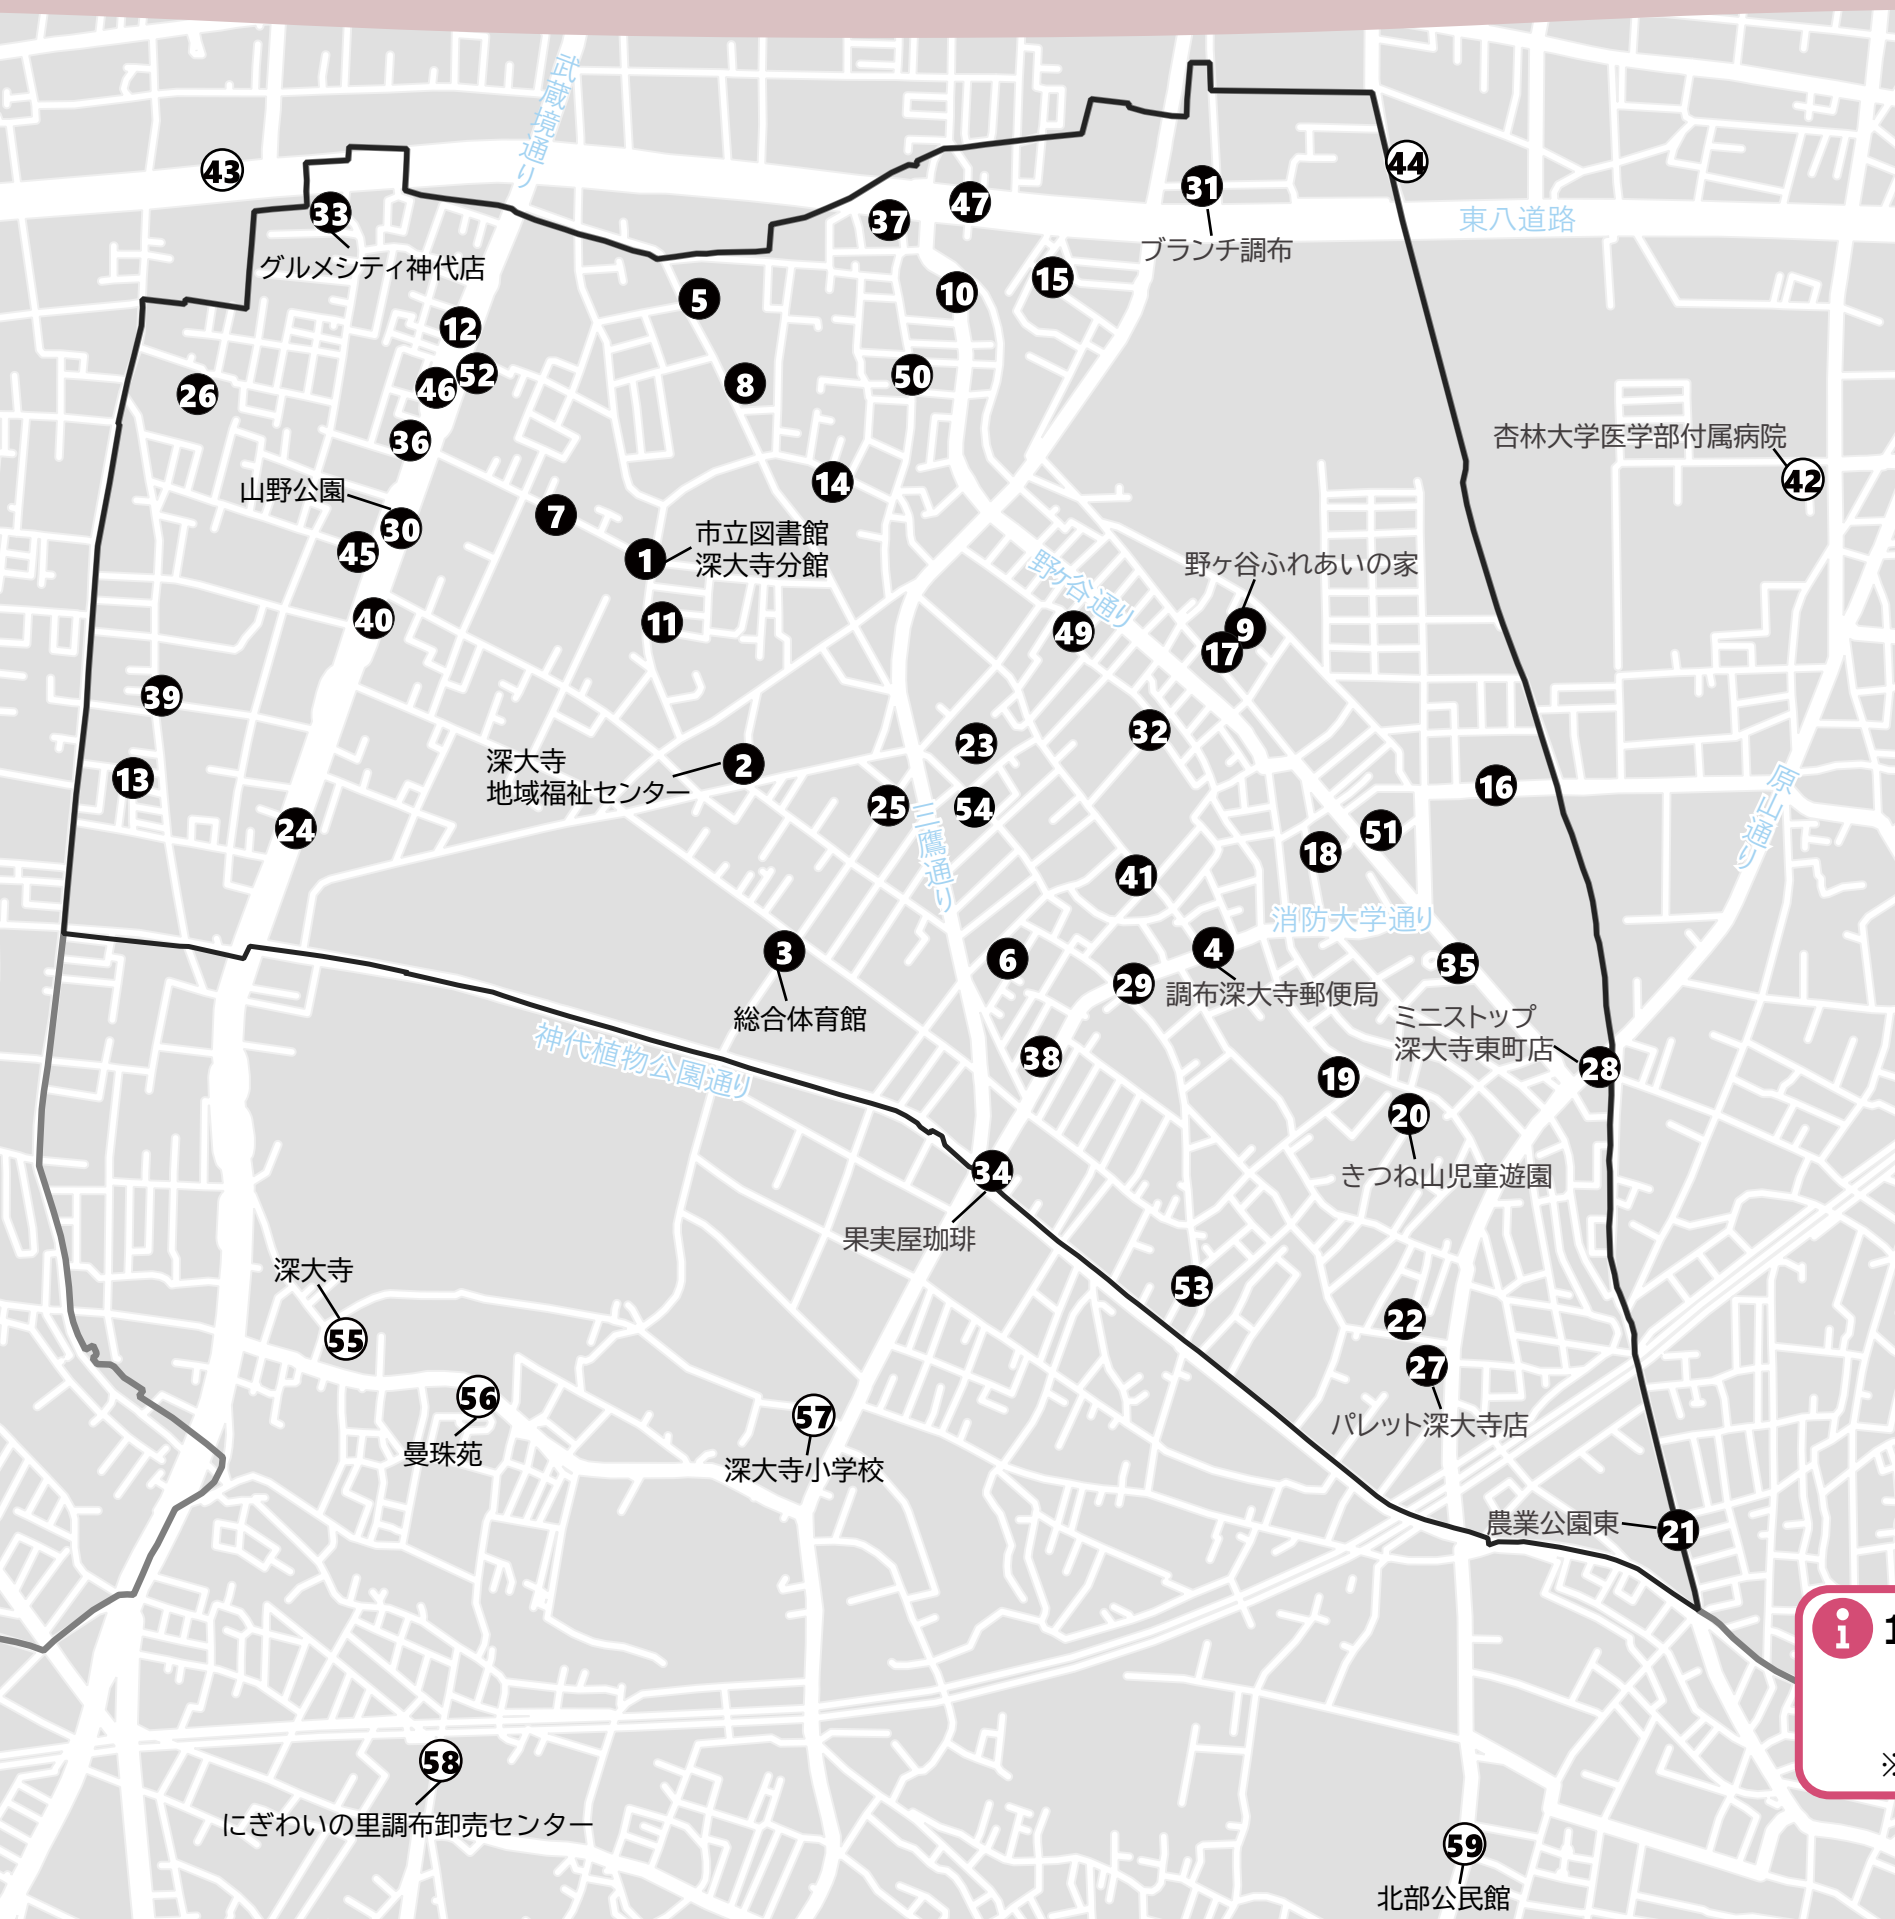 武蔵境通り
43
33
グルメシティ神代店
44
31
ブランチ調布
47
37
東八道路
15
10
5
12
52
46
8
50
26
36
杏林大学医学部付属病院
42
山野公園
30
45
14
7
1
市立図書館
深大寺分館
野ヶ谷通り
野ヶ谷ふれあいの家
9
17
49
11
40
39
32
23
13
深大寺
地域福祉センター
2
25
54
三鷹通り
16
原山通り
24
51
18
41
消防大学通り
3
総合体育館
6
4
調布深大寺郵便局
29
35
ミニストップ
深大寺東町店
28
神代植物公園通り
38
19
20
きつね山児童遊園
34
果実屋珈琲
深大寺
55
53
22
27
パレット深大寺店
56
曼珠苑
57
深大寺小学校
農業公園東
21
i
1
※
58
にぎわいの里調布卸売センター
59
北部公民館